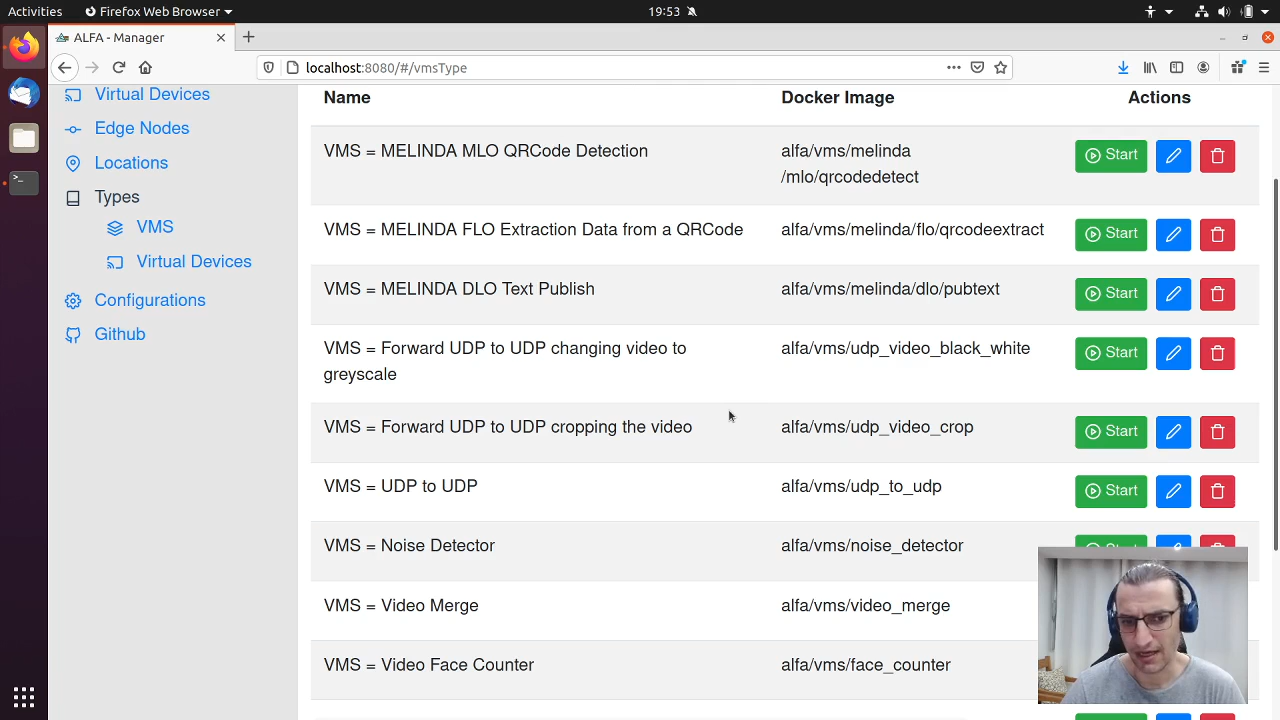 Activities
Firefox Web Browser
19:53
ALFA - Manager
localhost:8080/#/vmsType
Virtual Devices
Edge Nodes
Locations
Types
VMS
Virtual Devices
Configurations
Github
Name Docker Image Actions
VMS = MELINDA MLO QRCode Detection
alfa/vms/melinda
/mlo/qrcodedetect
Start
VMS = MELINDA FLO Extraction Data from a QRCode
alfa/vms/melinda/flo/qrcodeextract
Start
VMS = MELINDA DLO Text Publish
alfa/vms/melinda/dlo/pubtext
Start
VMS = Forward UDP to UDP changing video to
greyscale
alfa/vms/udp_video_black_white
Start
VMS = Forward UDP to UDP cropping the video
alfa/vms/udp_video_crop
Start
VMS = UDP to UDP
alfa/vms/udp_to_udp
Start
VMS = Noise Detector
alfa/vms/noise_detector
VMS = Video Merge
alfa/vms/video_merge
VMS = Video Face Counter
alfa/vms/face_counter